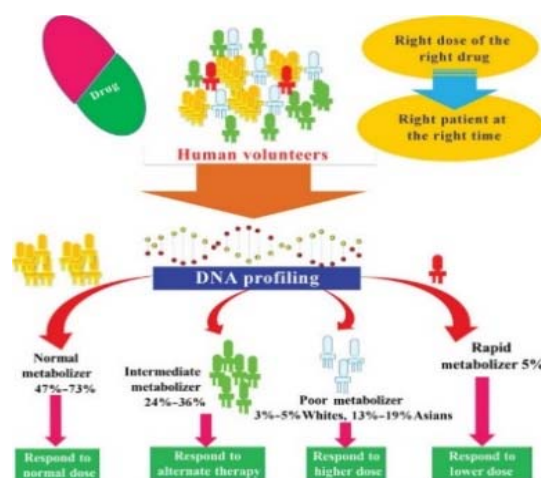 Drug
Right dose of the
right drug
Right patient at
the right time
Human volunteers
DNA profiling
Normal
metabolizer
47%-73%
Intermediate
metabolizer
24%-36%
Poor metabolizer
3%-5% Whites, 13%-19% Asians
Rapid
metabolizer 5%
Respond to
normal dose
Respond to
alternate therapy
Respond to
higher dose
Respond to
lower dose